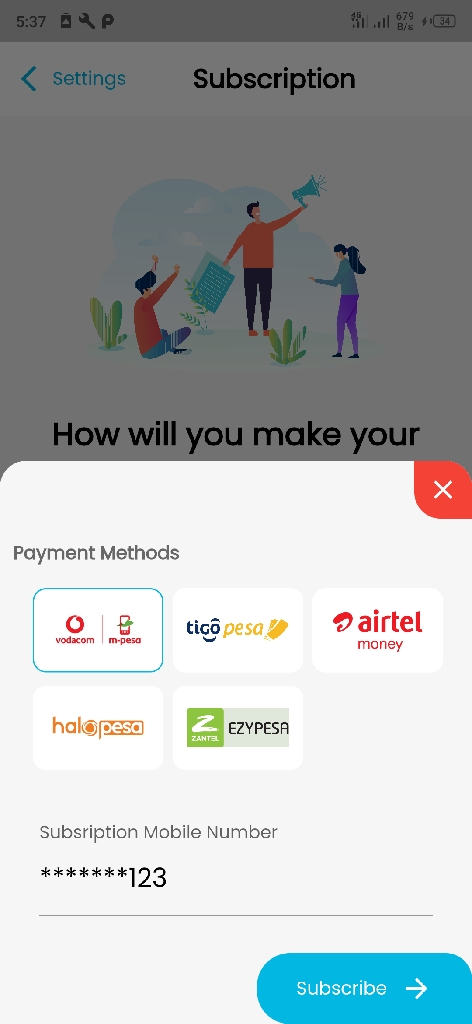 5:37 679 B/s 34
Settings Subscription
How will you make your
Payment Methods
vodacom m-pesa tigo pesa airtel money
halopesa ZANTEL EZYPESA
Subsription Mobile Number
*******123
Subscribe